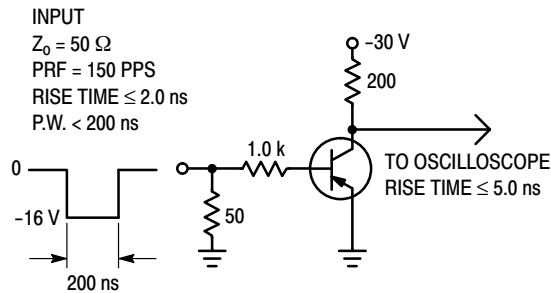 INPUT
Zo = 50 Ω
PRF = 150 PPS
RISE TIME ≤ 2.0 ns
P.W. < 200 ns
−30 V
200
1.0 k
TO OSCILLOSCOPE
RISE TIME ≤ 5.0 ns
0
50
−16 V
200 ns